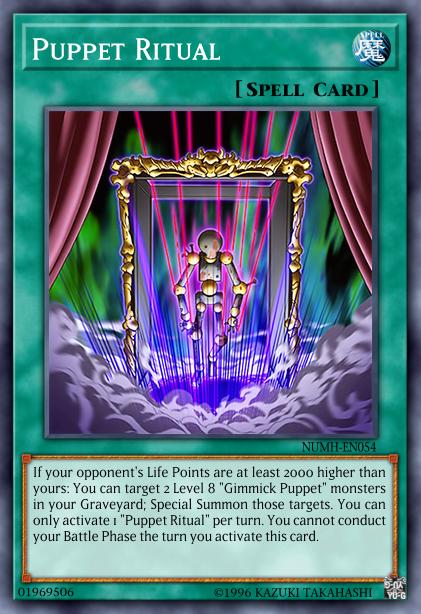 PUPPET RITUAL
SPELL
魔
[SPELL CARD]
NUMH-EN054
If your opponent's Life Points are at least 2000 higher than
yours: You can target 2 Level 8 "Gimmick Puppet" monsters
in your Graveyard; Special Summon those targets. You can
only activate 1 "Puppet Ritual" per turn. You cannot conduct
your Battle Phase the turn you activate this card.
01969506
©1996 KAZUKI TAKAHASHI